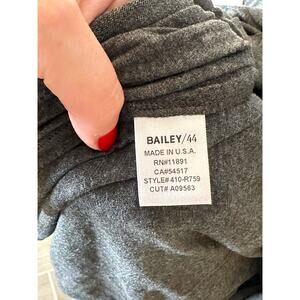 BAILEY/44
MADE IN U.S.A.
RN#11891
CA#54517
STYLE#410-R759
CUT# A09563